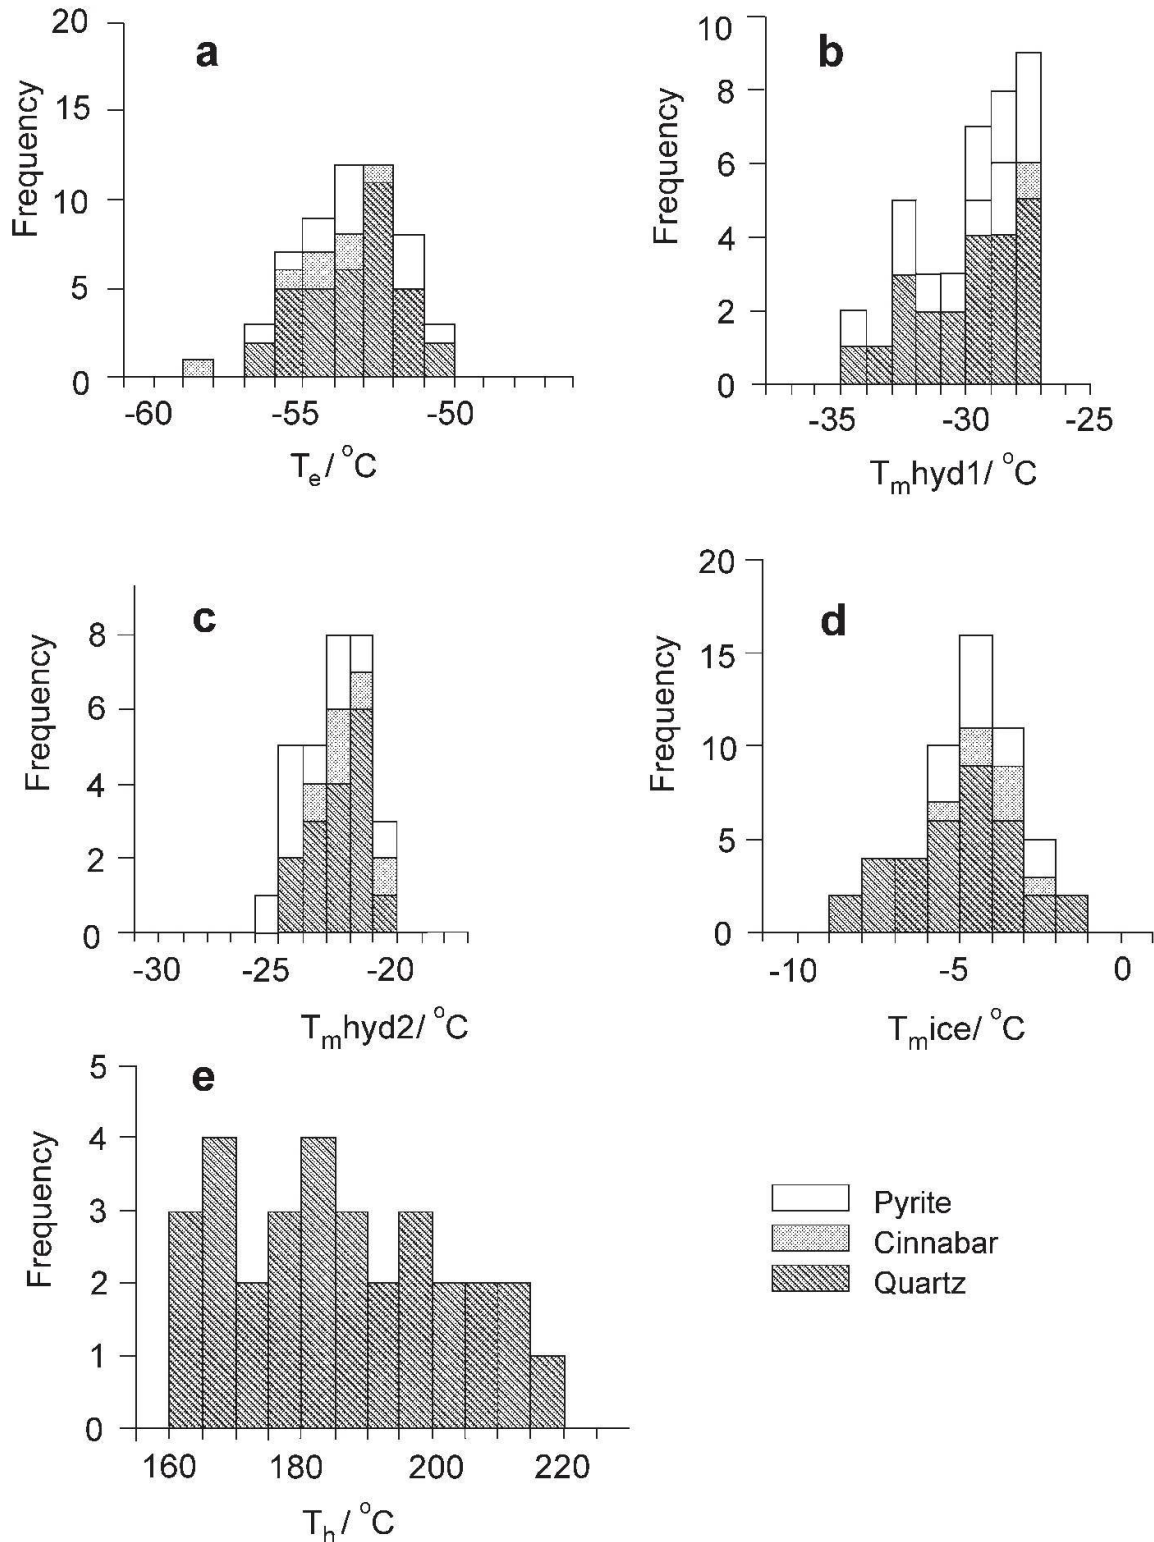 a
Frequency
20
15
10
5
0
-60 -55 -50
Te/ °C
b
Frequency
10
8
6
4
2
0
-35 -30 -25
Tmhyd1/ °C
c
Frequency
8
6
4
2
0
-30 -25 -20
Tmhyd2/ °C
d
Frequency
20
15
10
5
0
-10 -5 0
Tmice/ °C
e
Frequency
5
4
3
2
1
0
160 180 200 220
Th/ °C
Pyrite
Cinnabar
Quartz